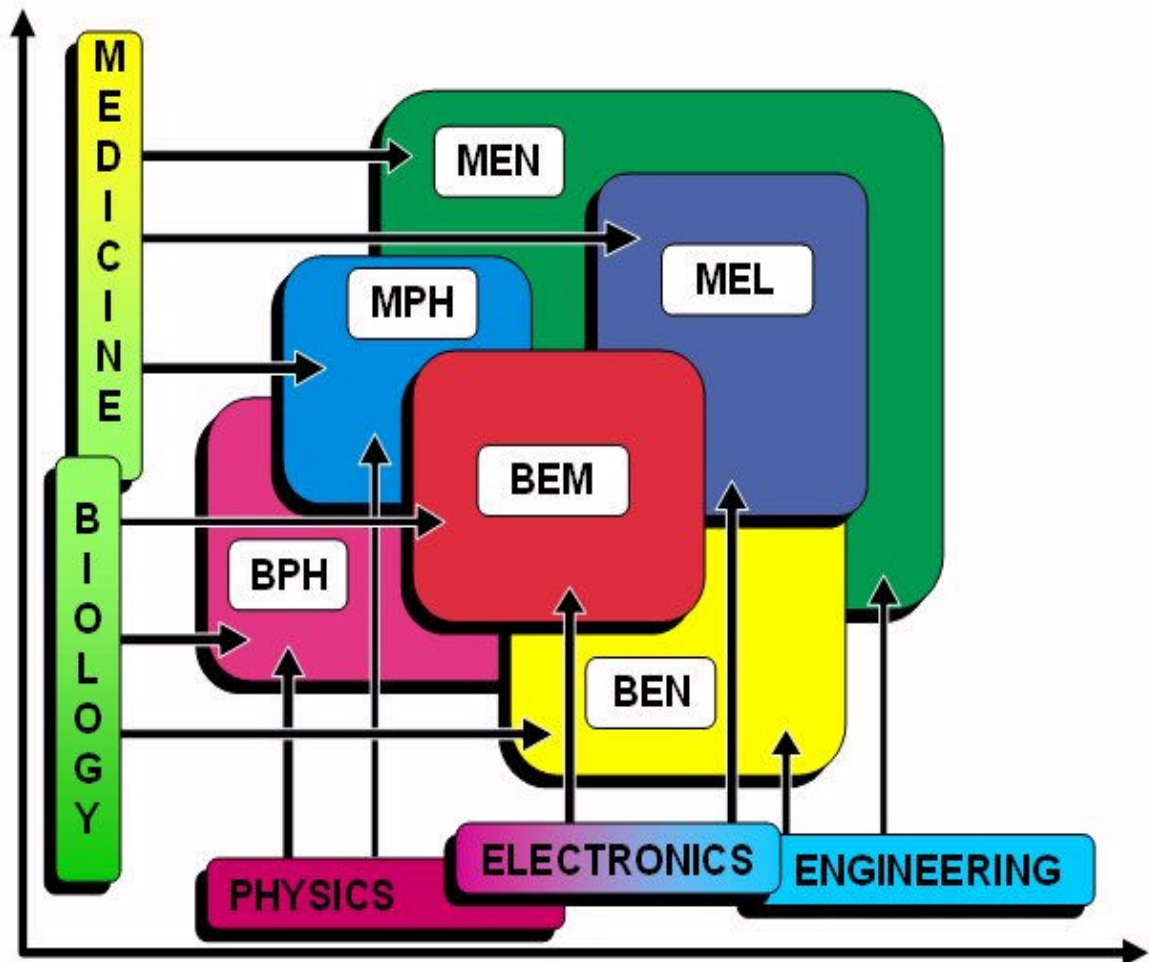 MEDICINE
MEN
MEL
MPH
BEM
BIOLOGY
BPH
BEN
ELECTRONICS
ENGINEERING
PHYSICS